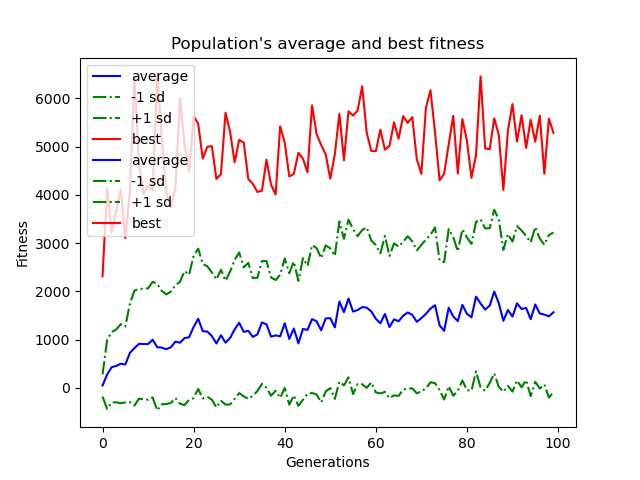 Population's average and best fitness
Fitness
6000
5000
4000
3000
2000
1000
0
average
-1 sd
+1 sd
best
average
-1 sd
+1 sd
best
0 20 40 60 80 100
Generations